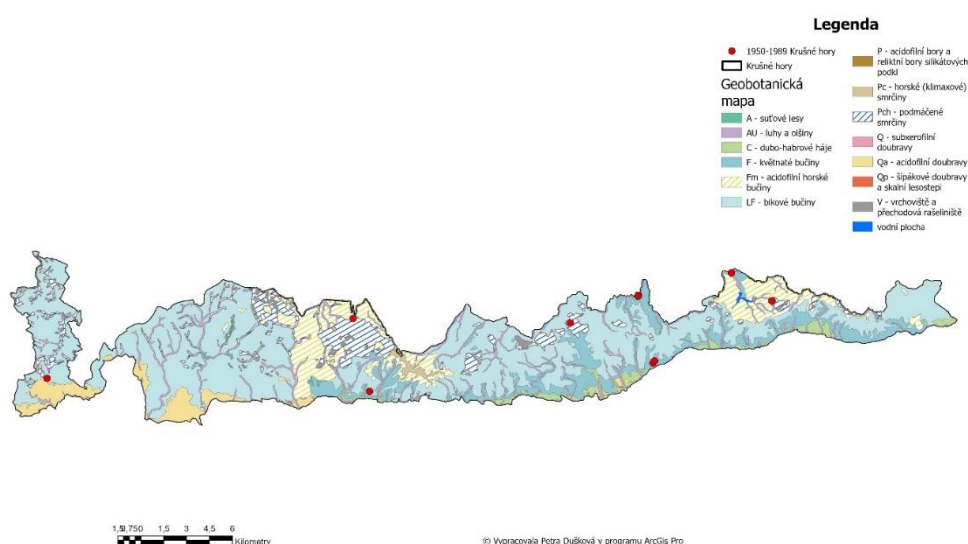 Legenda
1950-1989 Krušné hory
Krušné hory
Geobotanická
mapa
A - suťové lesy
AU - luhy a olšiny
C - dubo-habrové háje
F - květnaté bučiny
Fm - acidofilní horské
bučiny
LF - bikové bučiny
P - acidofilní bory a
reliktní bory silikátových
podkl
Pc - horské (klimaxové)
smrčiny
Pch - podmáčené
smrčiny
Q - subxerofilní
doubravy
Qa - acidofilní doubravy
Qp - šípákové doubravy
a skalní lesostepi
V - vrchoviště a
přechodová rašeliniště
vodní plocha
1,50,750 1,5 3 4,5 6
Kilometry
© Vypracovala Petra Dušková v programu ArcGis Pro